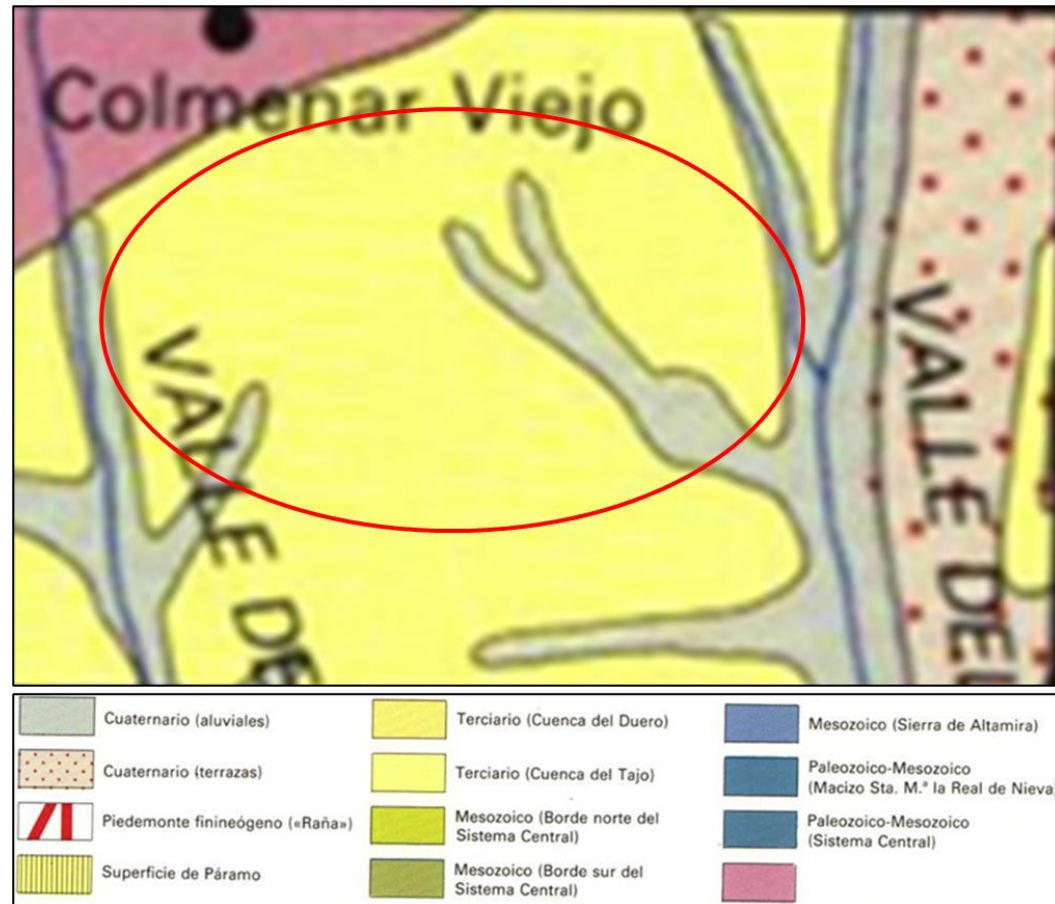 Colmenar Viejo
VALLE DE
VALLE DEL
Cuaternario (aluviales)
Cuaternario (terrazas)
Piedemonte finineógeno («Raña»)
Superficie de Páramo
Terciario (Cuenca del Duero)
Terciario (Cuenca del Tajo)
Mesozoico (Borde norte del
Sistema Central)
Mesozoico (Borde sur del
Sistema Central)
Mesozoico (Sierra de Altamira)
Paleozoico-Mesozoico
(Macizo Sta. M.ª la Real de Nieva)
Paleozoico-Mesozoico
(Sistema Central)